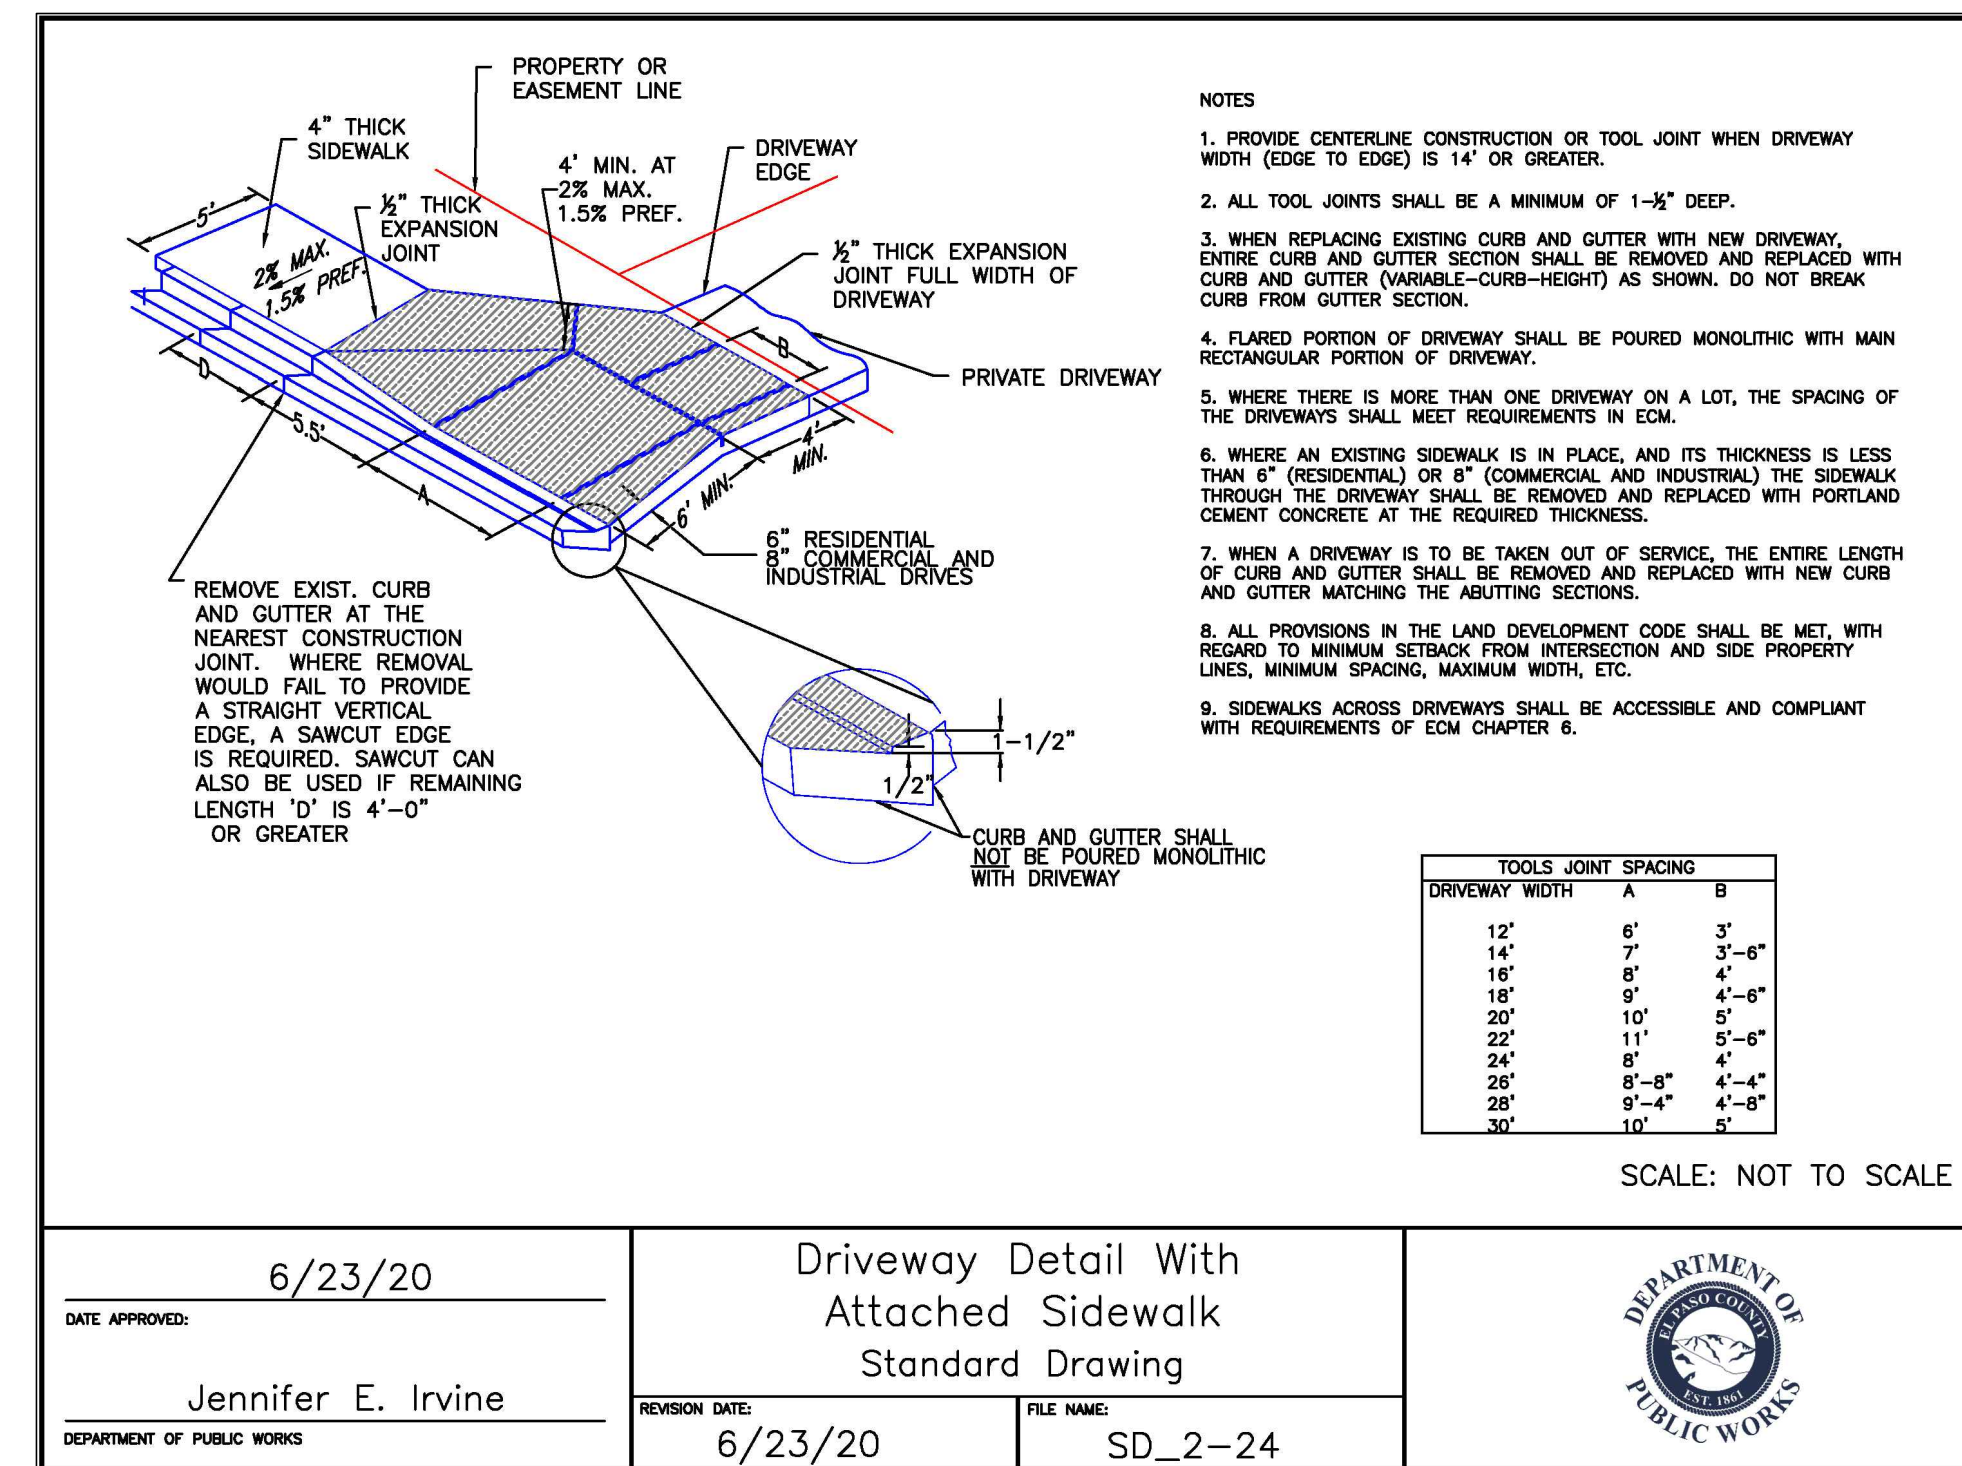 PROPERTY OR
EASEMENT LINE
4" THICK
SIDEWALK
5'
2% MAX.
1.5% PREF.
½" THICK
EXPANSION
JOINT
4' MIN. AT
2% MAX.
1.5% PREF.
DRIVEWAY
EDGE
½" THICK EXPANSION
JOINT FULL WIDTH OF
DRIVEWAY
B
PRIVATE DRIVEWAY
D
5.5'
A
4'
MIN.
6' MIN.
6" RESIDENTIAL
8" COMMERCIAL AND
INDUSTRIAL DRIVES
REMOVE EXIST. CURB
AND GUTTER AT THE
NEAREST CONSTRUCTION
JOINT. WHERE REMOVAL
WOULD FAIL TO PROVIDE
A STRAIGHT VERTICAL
EDGE, A SAWCUT EDGE
IS REQUIRED. SAWCUT CAN
ALSO BE USED IF REMAINING
LENGTH 'D' IS 4'-0"
OR GREATER
1-1/2"
1/2"
CURB AND GUTTER SHALL
NOT BE POURED MONOLITHIC
WITH DRIVEWAY
NOTES
1. PROVIDE CENTERLINE CONSTRUCTION OR TOOL JOINT WHEN DRIVEWAY
WIDTH (EDGE TO EDGE) IS 14' OR GREATER.
2. ALL TOOL JOINTS SHALL BE A MINIMUM OF 1-½" DEEP.
3. WHEN REPLACING EXISTING CURB AND GUTTER WITH NEW DRIVEWAY,
ENTIRE CURB AND GUTTER SECTION SHALL BE REMOVED AND REPLACED WITH
CURB AND GUTTER (VARIABLE-CURB-HEIGHT) AS SHOWN. DO NOT BREAK
CURB FROM GUTTER SECTION.
4. FLARED PORTION OF DRIVEWAY SHALL BE POURED MONOLITHIC WITH MAIN
RECTANGULAR PORTION OF DRIVEWAY.
5. WHERE THERE IS MORE THAN ONE DRIVEWAY ON A LOT, THE SPACING OF
THE DRIVEWAYS SHALL MEET REQUIREMENTS IN ECM.
6. WHERE AN EXISTING SIDEWALK IS IN PLACE, AND ITS THICKNESS IS LESS
THAN 6" (RESIDENTIAL) OR 8" (COMMERCIAL AND INDUSTRIAL) THE SIDEWALK
THROUGH THE DRIVEWAY SHALL BE REMOVED AND REPLACED WITH PORTLAND
CEMENT CONCRETE AT THE REQUIRED THICKNESS.
7. WHEN A DRIVEWAY IS TO BE TAKEN OUT OF SERVICE, THE ENTIRE LENGTH
OF CURB AND GUTTER SHALL BE REMOVED AND REPLACED WITH NEW CURB
AND GUTTER MATCHING THE ABUTTING SECTIONS.
8. ALL PROVISIONS IN THE LAND DEVELOPMENT CODE SHALL BE MET, WITH
REGARD TO MINIMUM SETBACK FROM INTERSECTION AND SIDE PROPERTY
LINES, MINIMUM SPACING, MAXIMUM WIDTH, ETC.
9. SIDEWALKS ACROSS DRIVEWAYS SHALL BE ACCESSIBLE AND COMPLIANT
WITH REQUIREMENTS OF ECM CHAPTER 6.
TOOLS JOINT SPACING
DRIVEWAY WIDTH A B
12' 6' 3'
14' 7' 3'-6"
16' 8' 4'
18' 9' 4'-6"
20' 10' 5'
22' 11' 5'-6"
24' 8' 4'
26' 8'-8" 4'-4"
28' 9'-4" 4'-8"
30' 10' 5'
SCALE: NOT TO SCALE
6/23/20
DATE APPROVED:
Jennifer E. Irvine
DEPARTMENT OF PUBLIC WORKS
Driveway Detail With
Attached Sidewalk
Standard Drawing
REVISION DATE:
6/23/20
FILE NAME:
SD_2-24
DEPARTMENT OF
EL PASO COUNTY
EST. 1861
PUBLIC WORKS